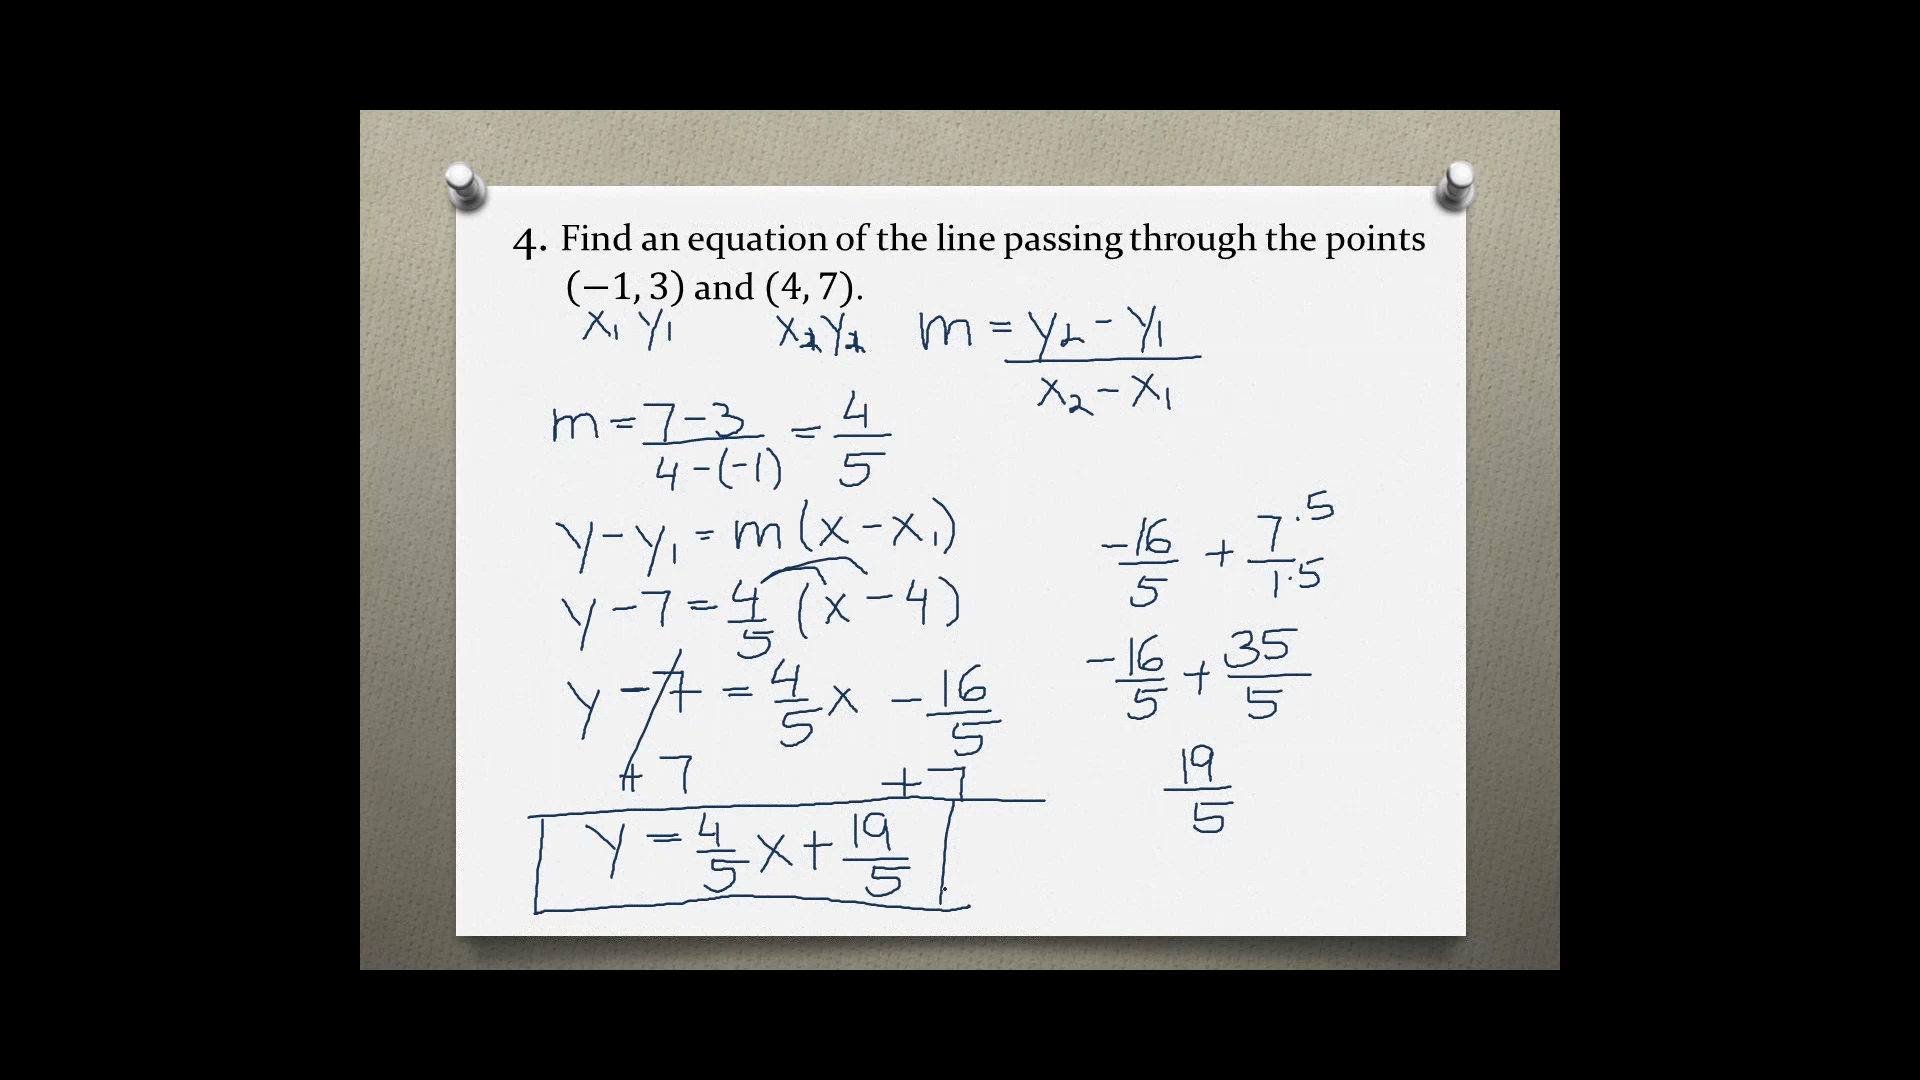 4. Find an equation of the line passing through the points
(−1, 3) and (4, 7).
x₁ y₁ x₂ y₂ m = (y₂ − y₁)/(x₂ − x₁)
m = (7 − 3)/(4 − (−1)) = 4/5
y − y₁ = m(x − x₁)
y − 7 = 4/5 (x − 4)
y − 7 = 4/5 x − 16/5
+ 7 + 7
y = 4/5 x + 19/5
−16/5 + 7·5/1·5
−16/5 + 35/5
19/5